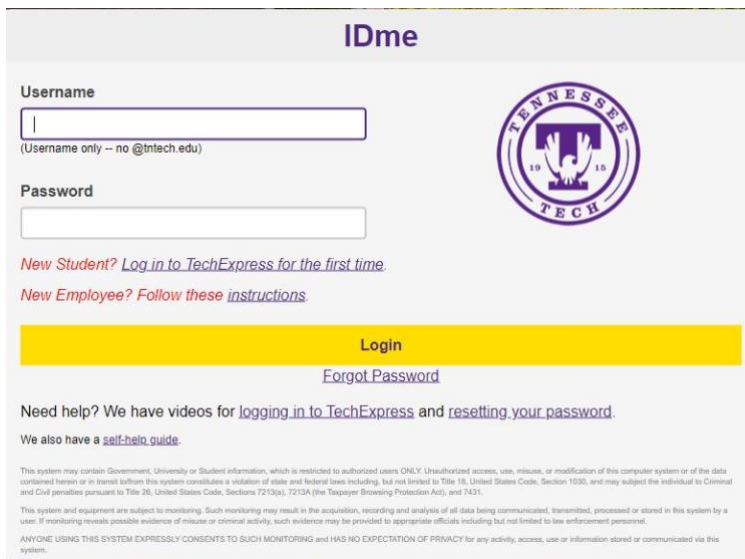 IDme
Username
(Username only -- no @tntech.edu)
TENNESSEE
T
19 15
TECH
Password
New Student? Log in to TechExpress for the first time.
New Employee? Follow these instructions.
Login
Forgot Password
Need help? We have videos for logging in to TechExpress and resetting your password.
We also have a self-help guide.
This system may contain Government, University or Student information, which is restricted to authorized users ONLY. Unauthorized access, use, misuse, or modification of this computer system or of the data
contained herein or in transit to/from this system constitutes a violation of state and federal laws including, but not limited to Title 18, United States Code, Section 1030, and may subject the individual to Criminal
and Civil penalties pursuant to Title 26, United States Code, Sections 7213(a), 7213A (the Taxpayer Browsing Protection Act), and 7431.
This system and equipment are subject to monitoring. Such monitoring may result in the acquisition, recording and analysis of all data being communicated, transmitted, processed or stored in this system by a
user. If monitoring reveals possible evidence of misuse or criminal activity, such evidence may be provided to appropriate officials including but not limited to law enforcement personnel.
ANYONE USING THIS SYSTEM EXPRESSLY CONSENTS TO SUCH MONITORING and HAS NO EXPECTATION OF PRIVACY for any activity, access, use or information stored or communicated via this
system.